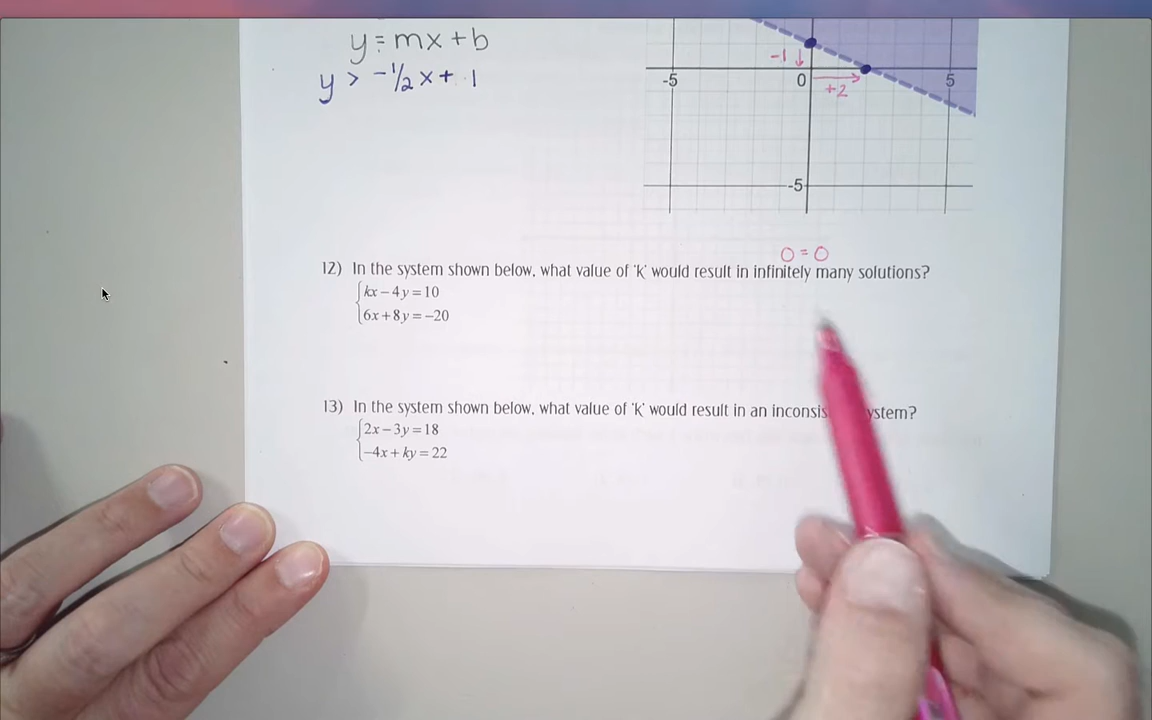 y = mx + b
y > -1/2 x + 1
-1 ↓
-5
0
5
+2
-5
0 = 0
12) In the system shown below, what value of 'k' would result in infinitely many solutions?
kx – 4y = 10
6x + 8y = –20
13) In the system shown below, what value of 'k' would result in an inconsis ystem?
2x – 3y = 18
–4x + ky = 22